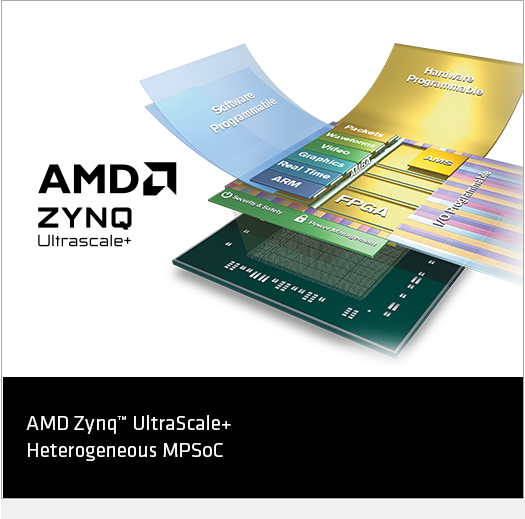 Software
Programmable
Hardware
Programmable
Packets
Waveforms
Video
Graphics
Real Time
ARM
AMBA
AMS
FPGA
I/O Programmable
Security & Safety
Power Management
AMD
ZYNQ
Ultrascale+
AMD Zynq™ UltraScale+
Heterogeneous MPSoC